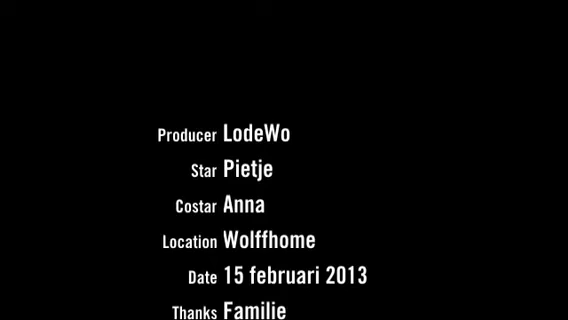 Producer LodeWo
Star Pietje
Costar Anna
Location Wolffhome
Date 15 februari 2013
Thanks Familie